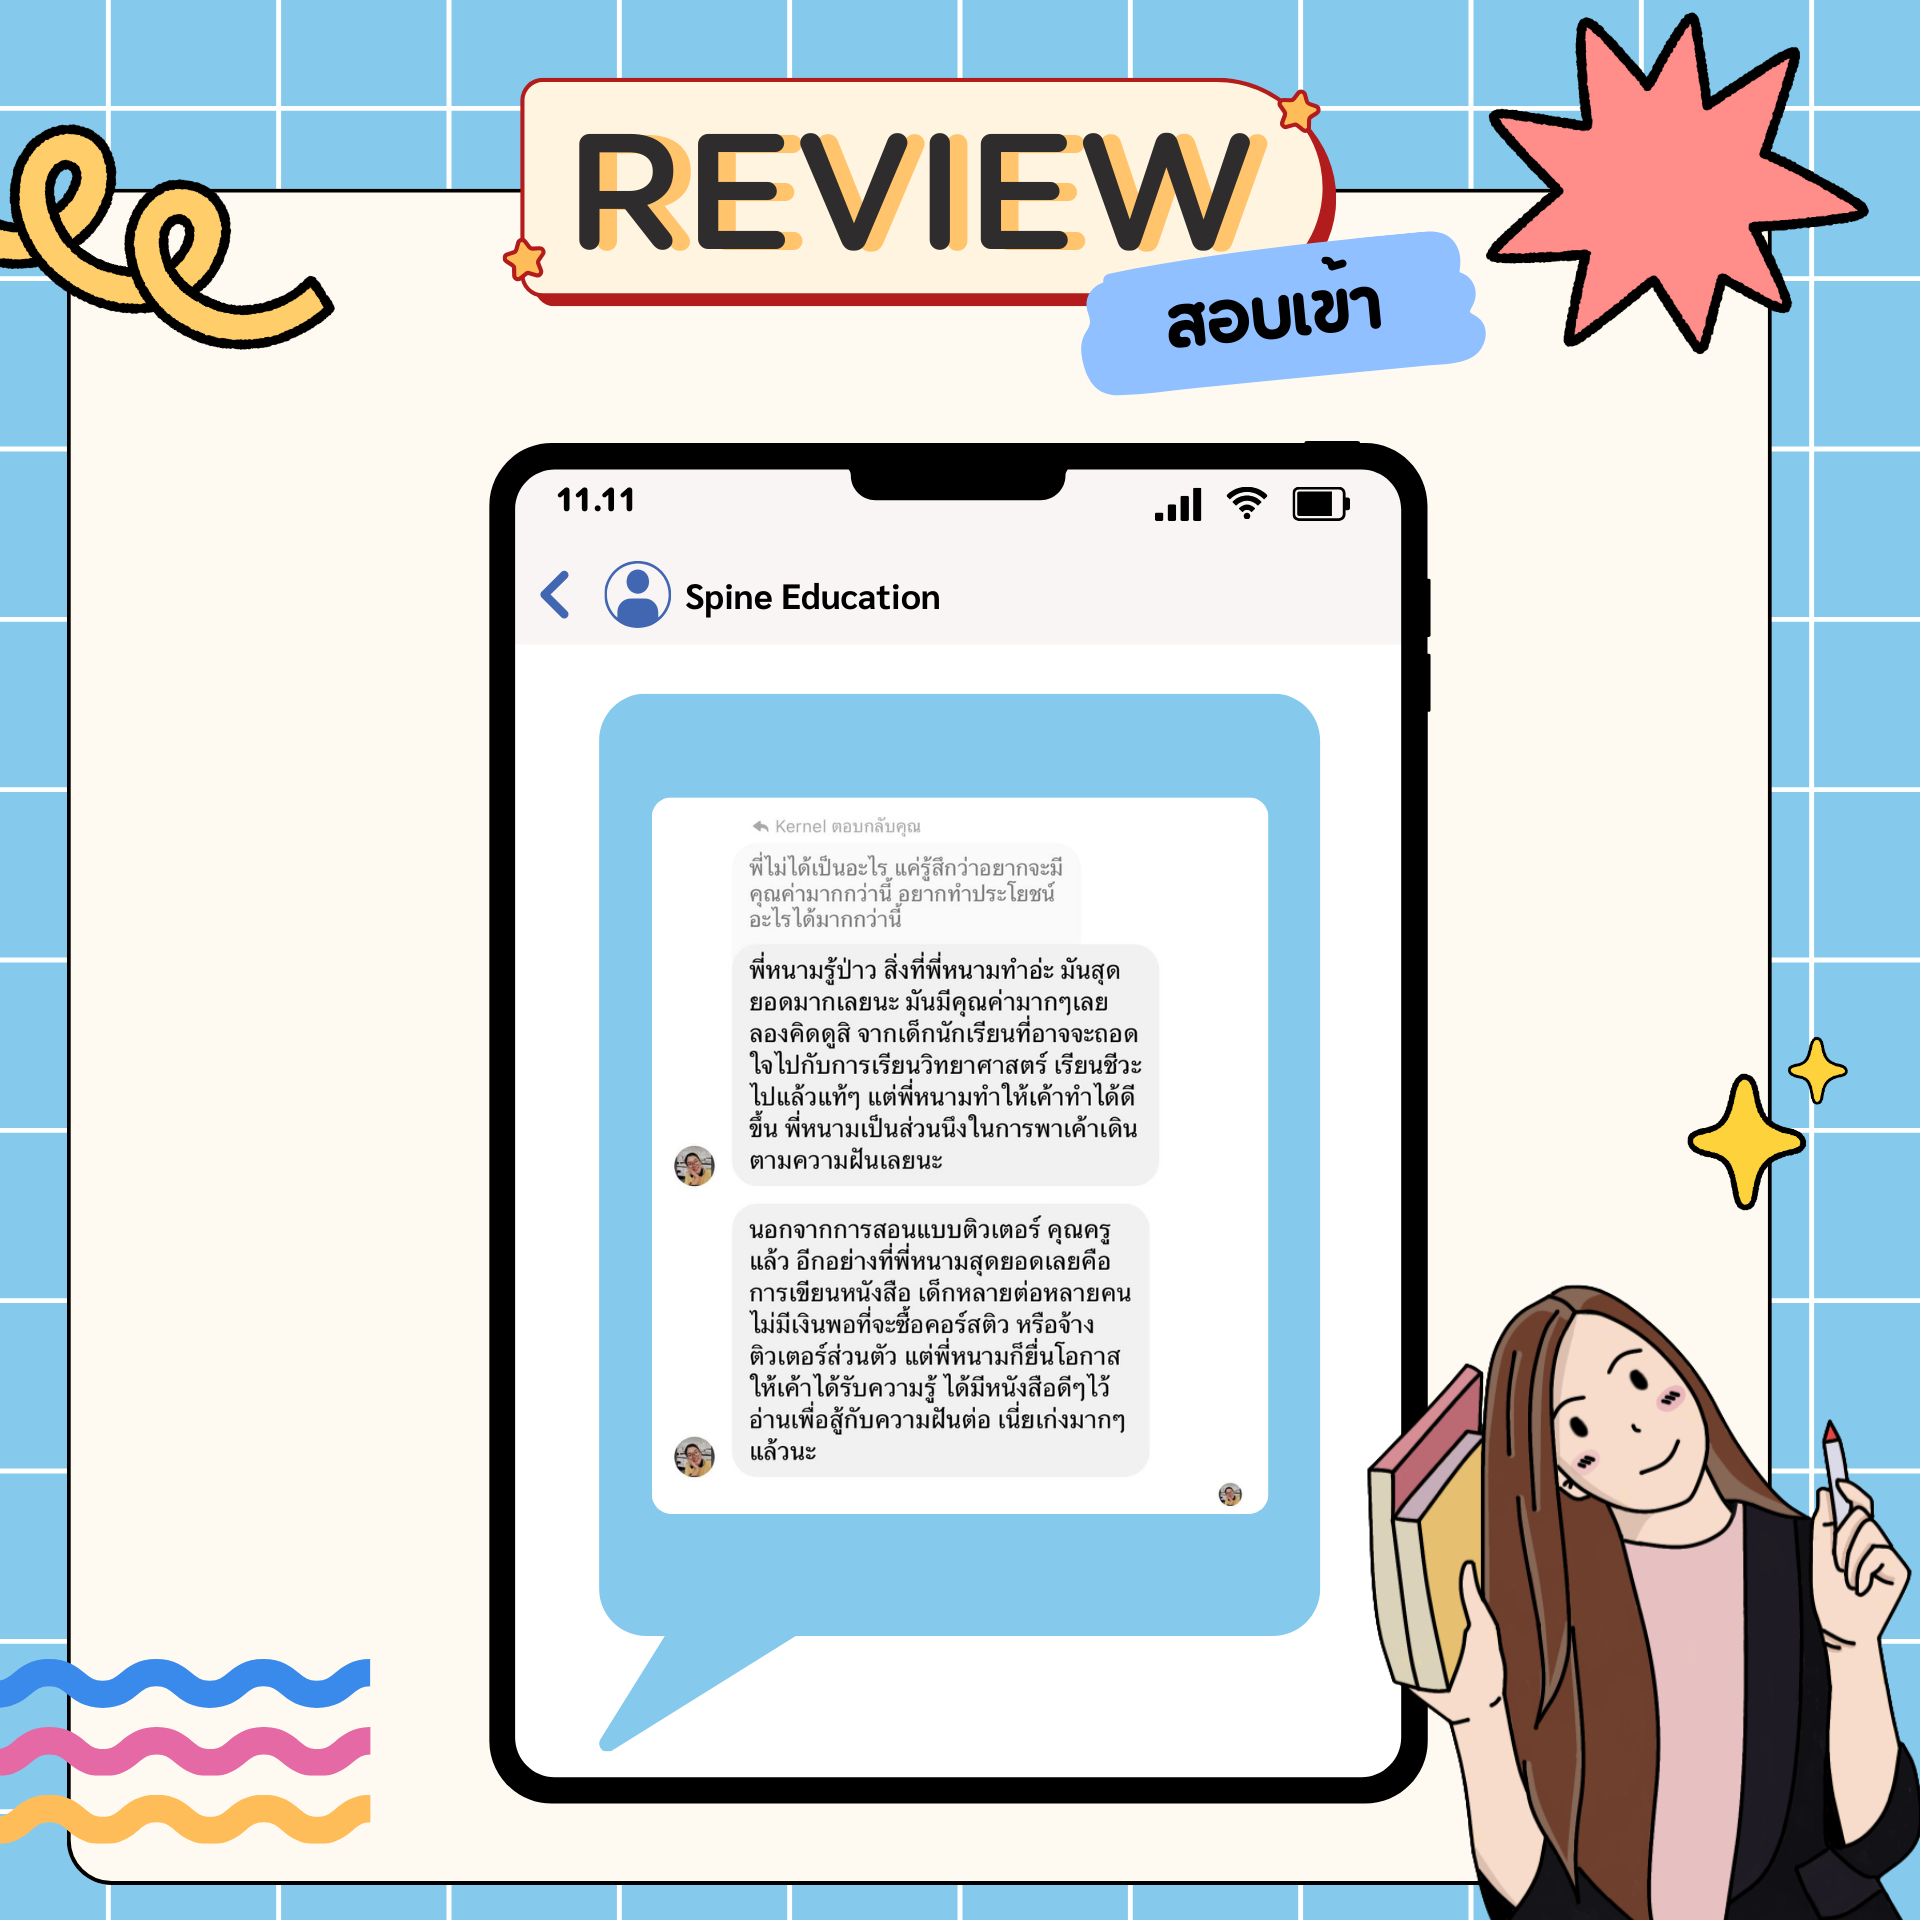 REVIEW
สอบเข้า
11.11
Spine Education
Kernel ตอบกลับคุณ
พี่ไม่ได้เป็นอะไร แค่รู้สึกว่าอยากจะมี
คุณค่ามากกว่านี้ อยากทำประโยชน์
อะไรได้มากกว่านี้
พี่หนามรู้ป่าว สิ่งที่พี่หนามทำอ่ะ มันสุด
ยอดมากเลยนะ มันมีคุณค่ามากๆเลย
ลองคิดดูสิ จากเด็กนักเรียนที่อาจจะถอด
ใจไปกับการเรียนวิทยาศาสตร์ เรียนชีวะ
ไปแล้วแท้ๆ แต่พี่หนามทำให้เค้าทำได้ดี
ขึ้น พี่หนามเป็นส่วนนึงในการพาเค้าเดิน
ตามความฝันเลยนะ
นอกจากการสอนแบบติวเตอร์ คุณครู
แล้ว อีกอย่างที่พี่หนามสุดยอดเลยคือ
การเขียนหนังสือ เด็กหลายต่อหลายคน
ไม่มีเงินพอที่จะซื้อคอร์สติว หรือจ้าง
ติวเตอร์ส่วนตัว แต่พี่หนามก็ยื่นโอกาส
ให้เค้าได้รับความรู้ ได้มีหนังสือดีๆไว้
อ่านเพื่อสู้กับความฝันต่อ เนี่ยเก่งมากๆ
แล้วนะ